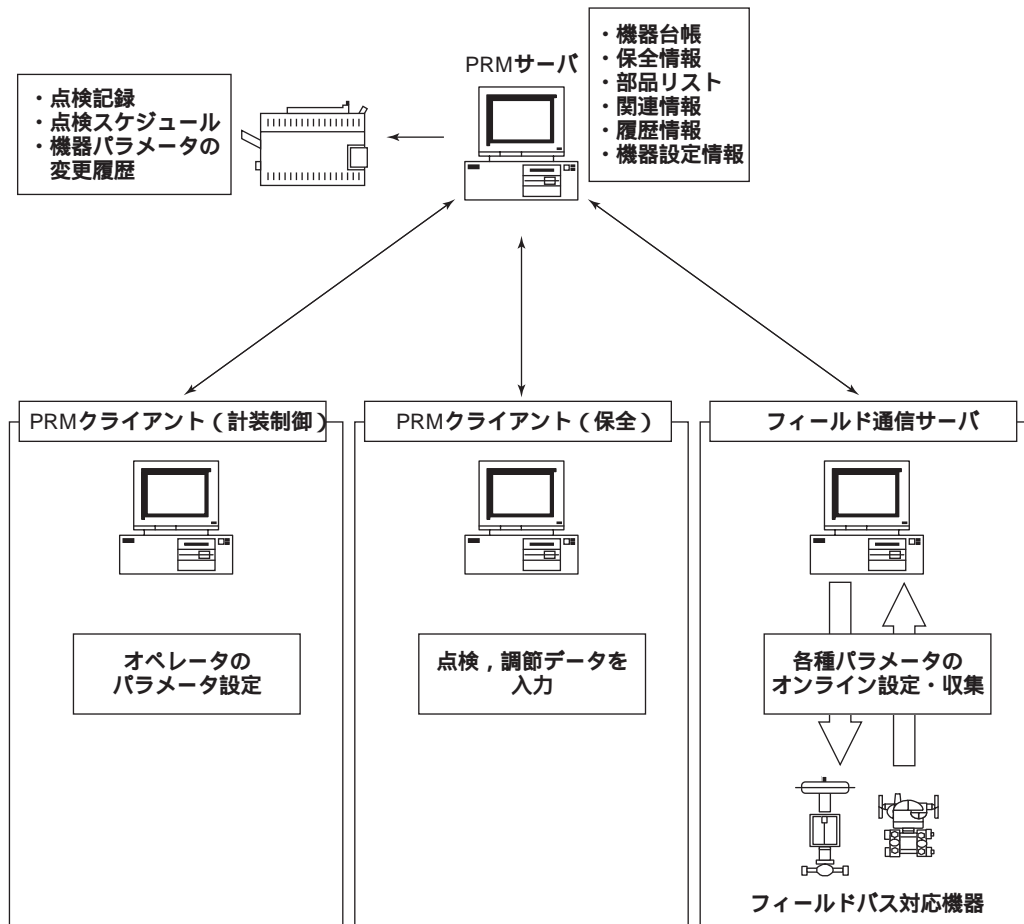 PRMサーバ
・機器台帳
・保全情報
・部品リスト
・関連情報
・履歴情報
・機器設定情報
・点検記録
・点検スケジュール
・機器パラメータの
変更履歴
PRMクライアント（計装制御）
PRMクライアント（保全）
フィールド通信サーバ
オペレータの
パラメータ設定
点検，調節データを
入力
各種パラメータの
オンライン設定・収集
フィールドバス対応機器